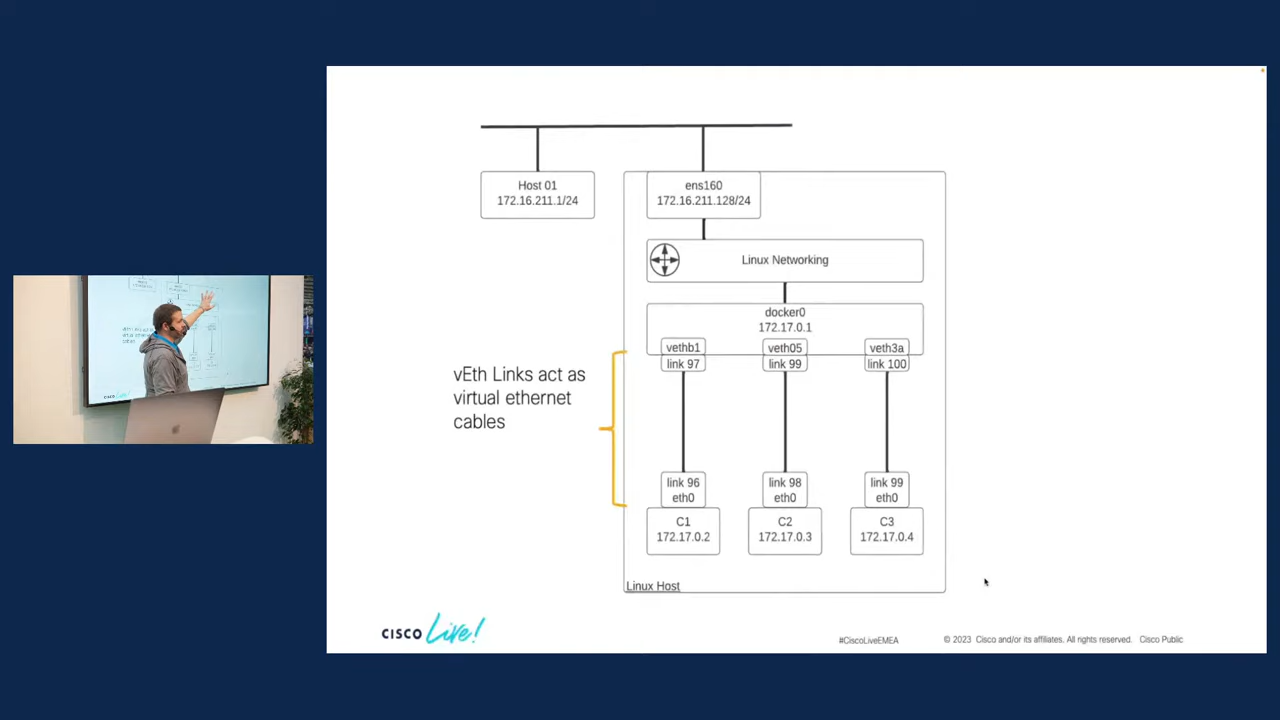 Host 01
172.16.211.1/24
ens160
172.16.211.128/24
Linux Networking
docker0
172.17.0.1
vethb1
veth05
veth3a
link 97
link 99
link 100
vEth Links act as
virtual ethernet
cables
link 96
eth0
link 98
eth0
link 99
eth0
C1
172.17.0.2
C2
172.17.0.3
C3
172.17.0.4
Linux Host
CISCO Live!
#CiscoLiveEMEA
© 2023 Cisco and/or its affiliates. All rights reserved. Cisco Public